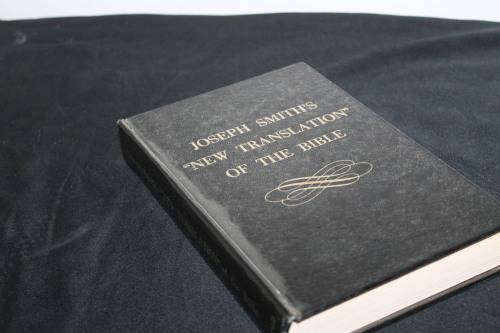 JOSEPH SMITH'S
"NEW TRANSLATION"
OF THE BIBLE